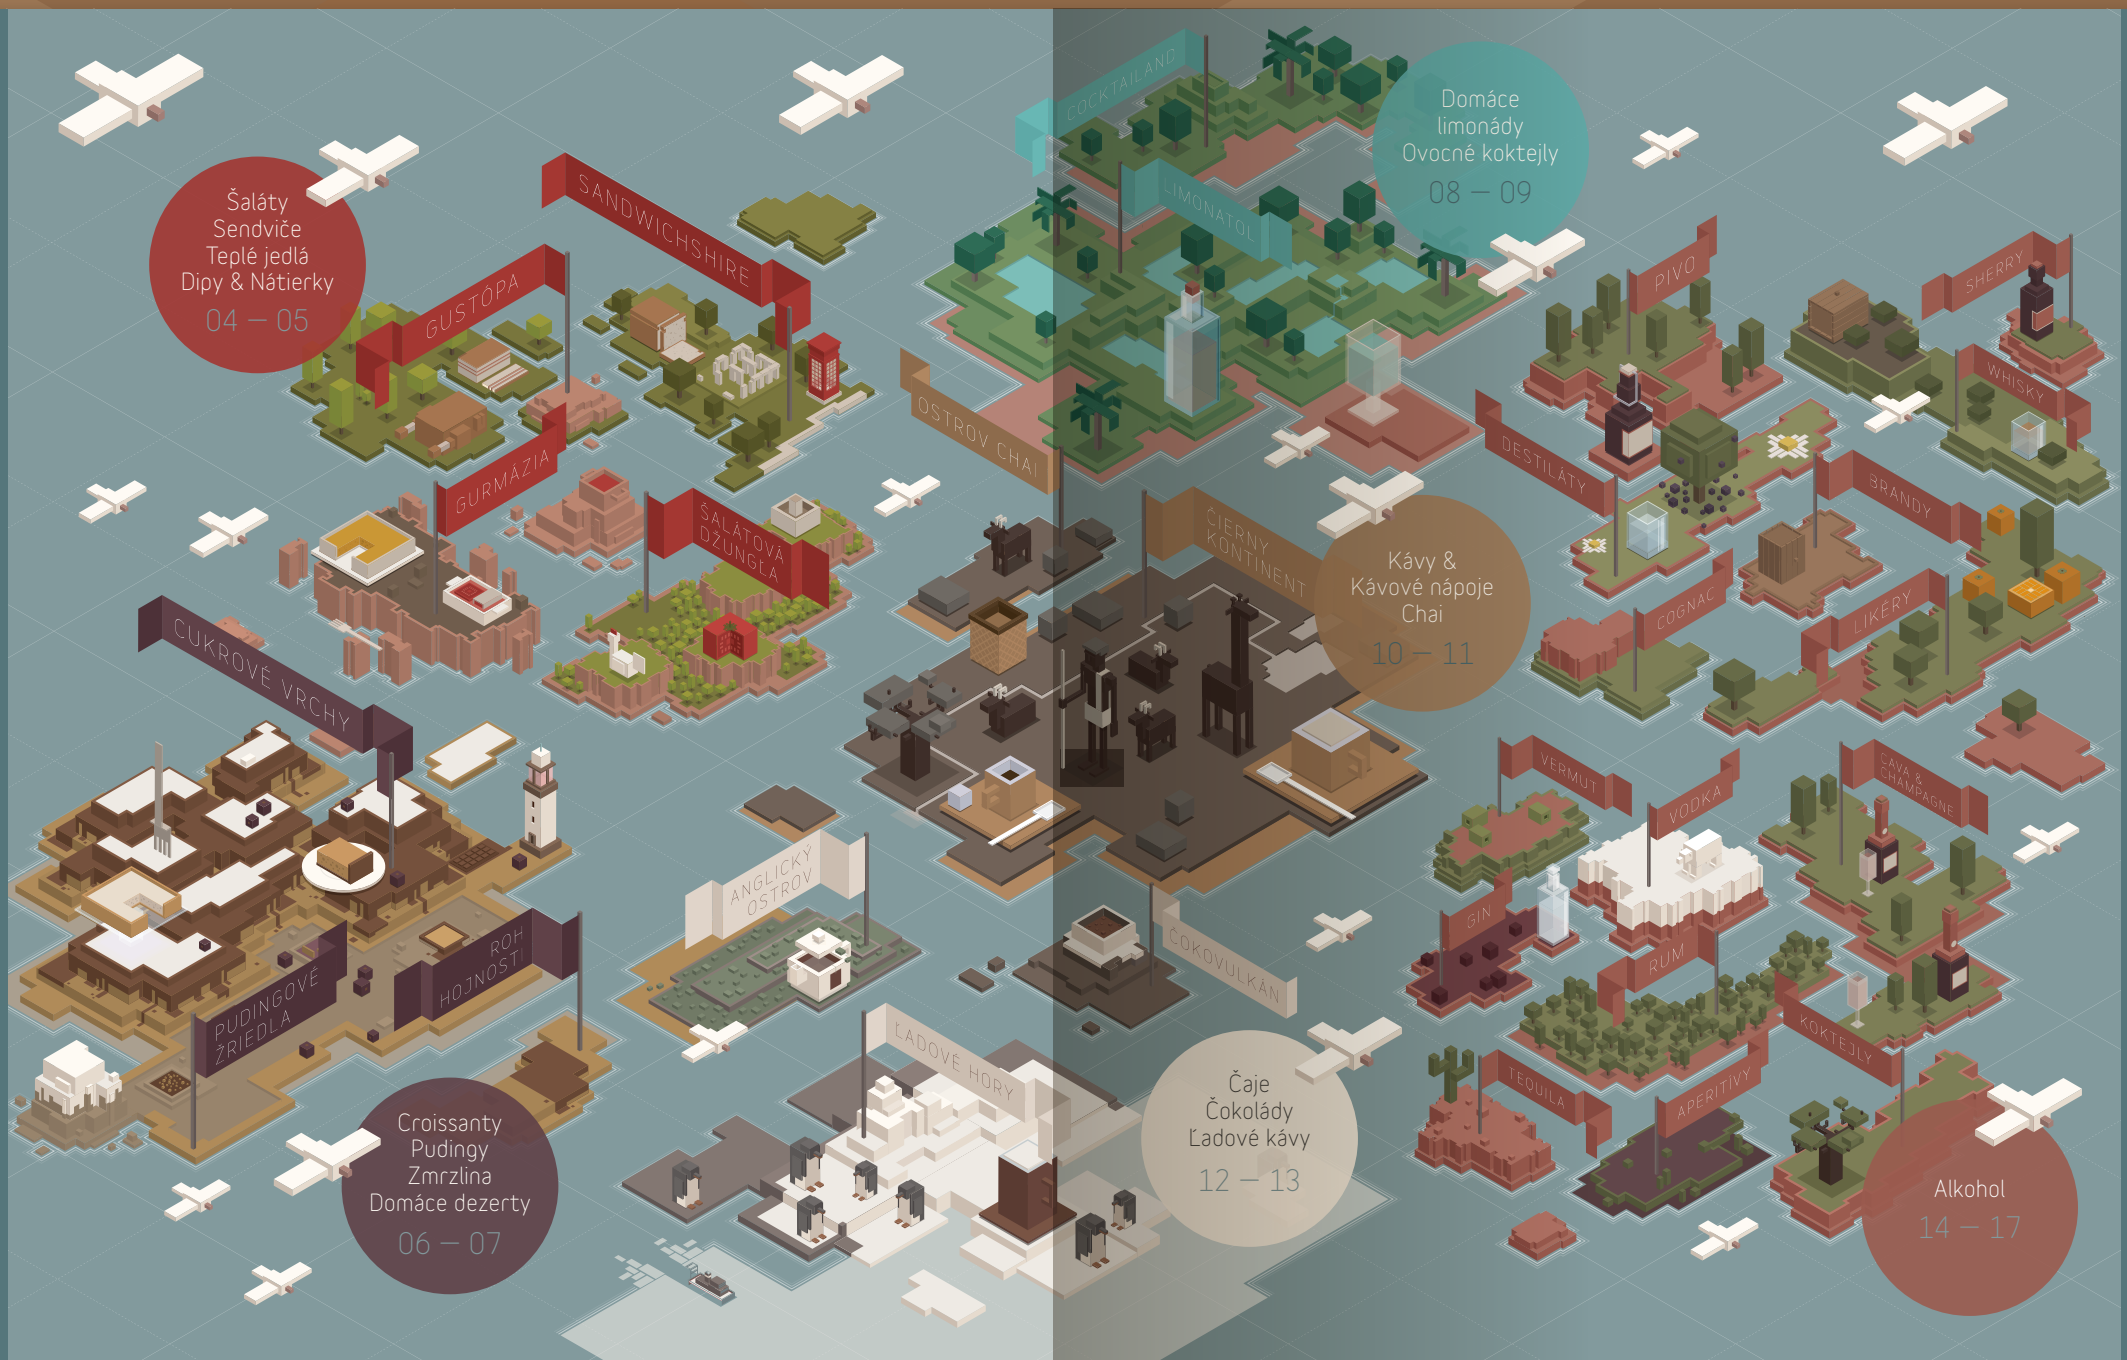 COCKTAILAND
Domáce
limonády
Ovocné koktejly
08 — 09
LIMONATOL
Šaláty
Sendviče
Teplé jedlá
Dipy & Nátierky
04 — 05
SANDWICHSHIRE
GUSTÓPA
PIVO
SHERRY
WHISKY
OSTROV CHAI
GURMÁZIA
ŠALÁTOVÁ
DŽUNGĽA
DESTILÁTY
BRANDY
ČIERNY
KONTINENT
Kávy &
Kávové nápoje
Chai
10 — 11
COGNAC
LIKÉRY
CUKROVÉ VRCHY
VERMUT
VODKA
CAVA &
CHAMPAGNE
ANGLICKÝ
OSTROV
GIN
RUM
ROH
HOJNOSTI
PUDINGOVÉ
ŽRIEDLA
ČOKOVULKÁN
ĽADOVÉ HORY
KOKTEJLY
TEQUILA
APERITÍVY
Čaje
Čokolády
Ľadové kávy
12 — 13
Croissanty
Pudingy
Zmrzlina
Domáce dezerty
06 — 07
Alkohol
14 — 17